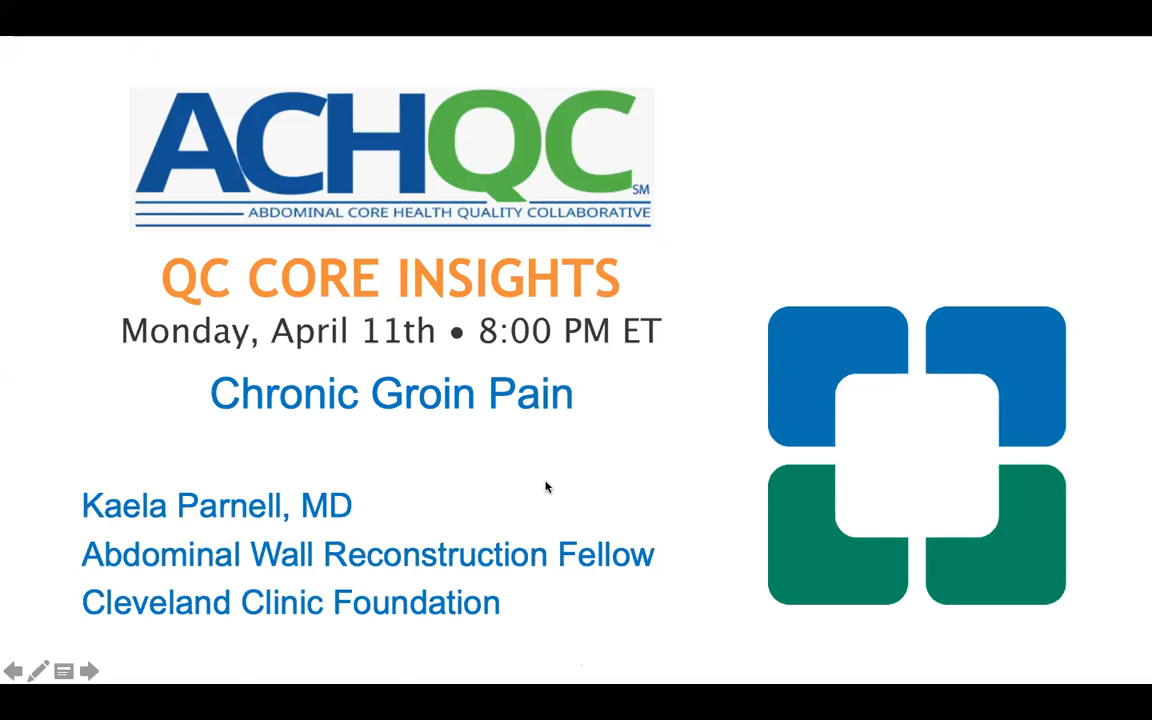 ACHQC SM
ABDOMINAL CORE HEALTH QUALITY COLLABORATIVE
QC CORE INSIGHTS
Monday, April 11th • 8:00 PM ET
Chronic Groin Pain
Kaela Parnell, MD
Abdominal Wall Reconstruction Fellow
Cleveland Clinic Foundation